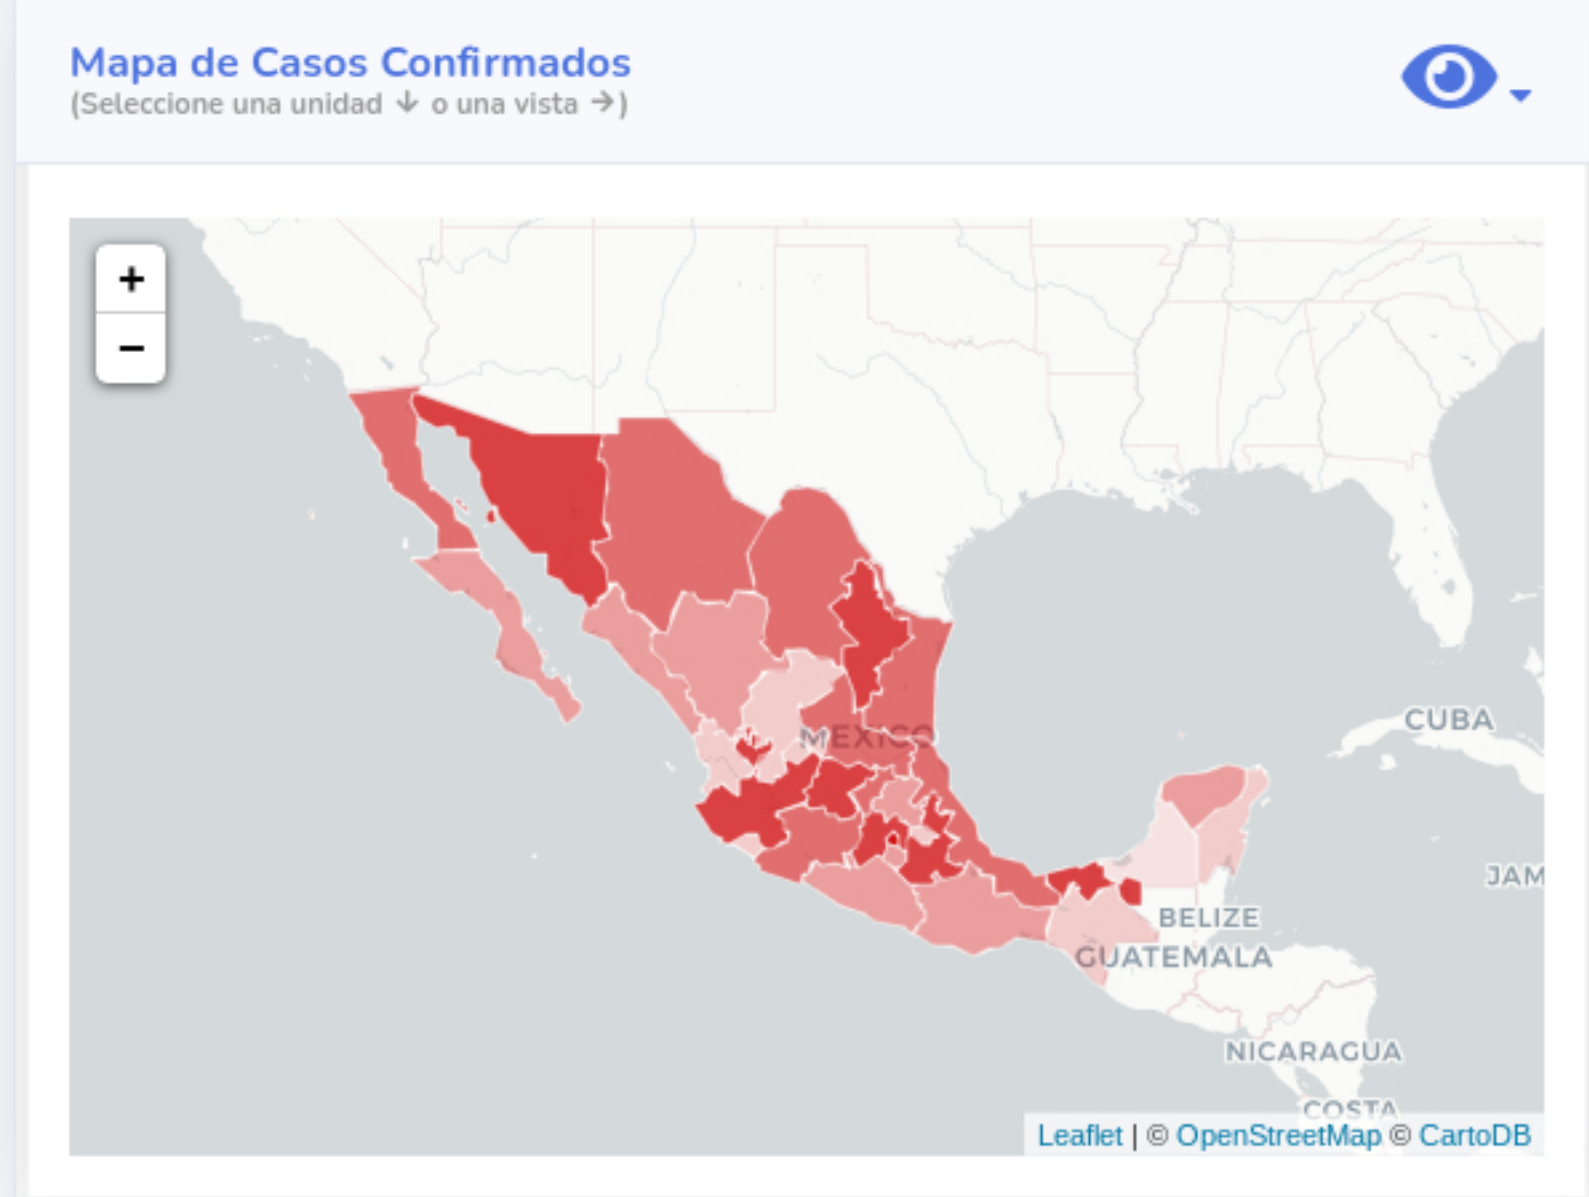 Mapa de Casos Confirmados
(Seleccione una unidad ↓ o una vista →)
+
−
MEXICO
CUBA
JAM
BELIZE
GUATEMALA
NICARAGUA
COSTA
Leaflet | © OpenStreetMap © CartoDB